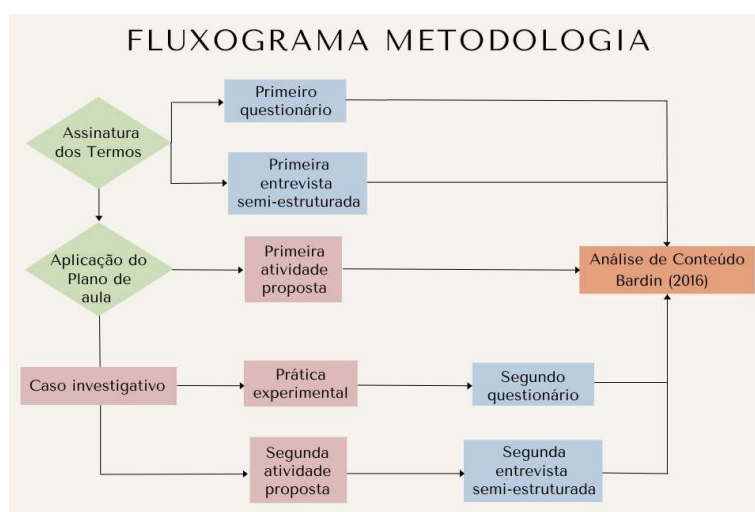 FLUXOGRAMA METODOLOGIA
Primeiro
questionário
Assinatura
dos Termos
Primeira
entrevista
semi-estruturada
Aplicação do
Plano de
aula
Primeira
atividade
proposta
Análise de Conteúdo
Bardin (2016)
Caso investigativo
Prática
experimental
Segundo
questionário
Segunda
atividade
proposta
Segunda
entrevista
semi-estruturada